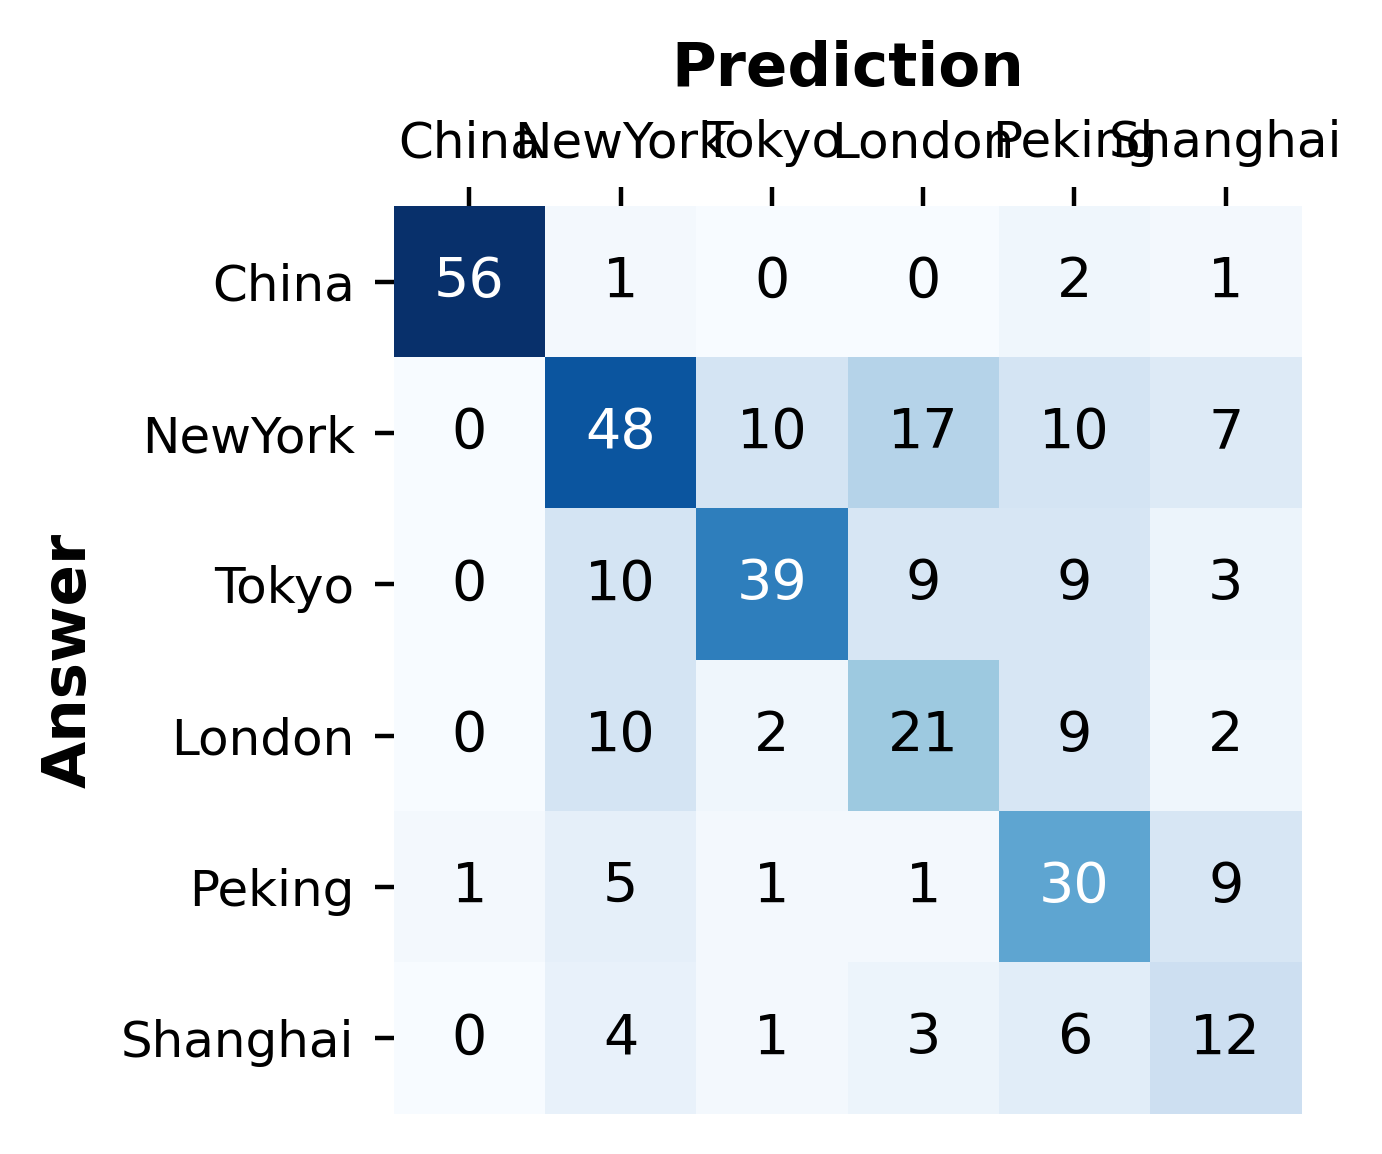 Prediction
China NewYork Tokyo London Peking Shanghai
China 56 1 0 0 2 1
NewYork 0 48 10 17 10 7
Tokyo 0 10 39 9 9 3
London 0 10 2 21 9 2
Peking 1 5 1 1 30 9
Shanghai 0 4 1 3 6 12
Answer